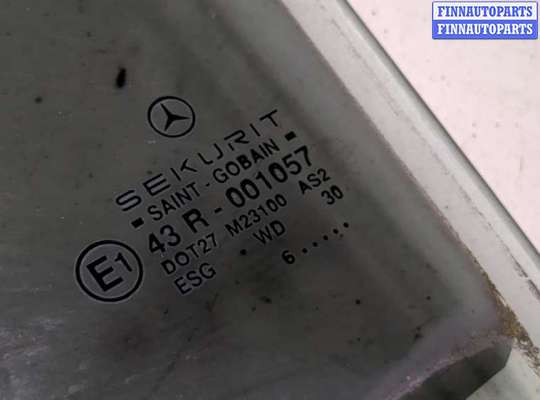 FINNAUTOPARTS
FINNAUTOPARTS
SEKURIT
- SAINT - GOBAIN -
E1 43 R - 001057
DOT27 M23100 AS2
ESG WD 30
6.....